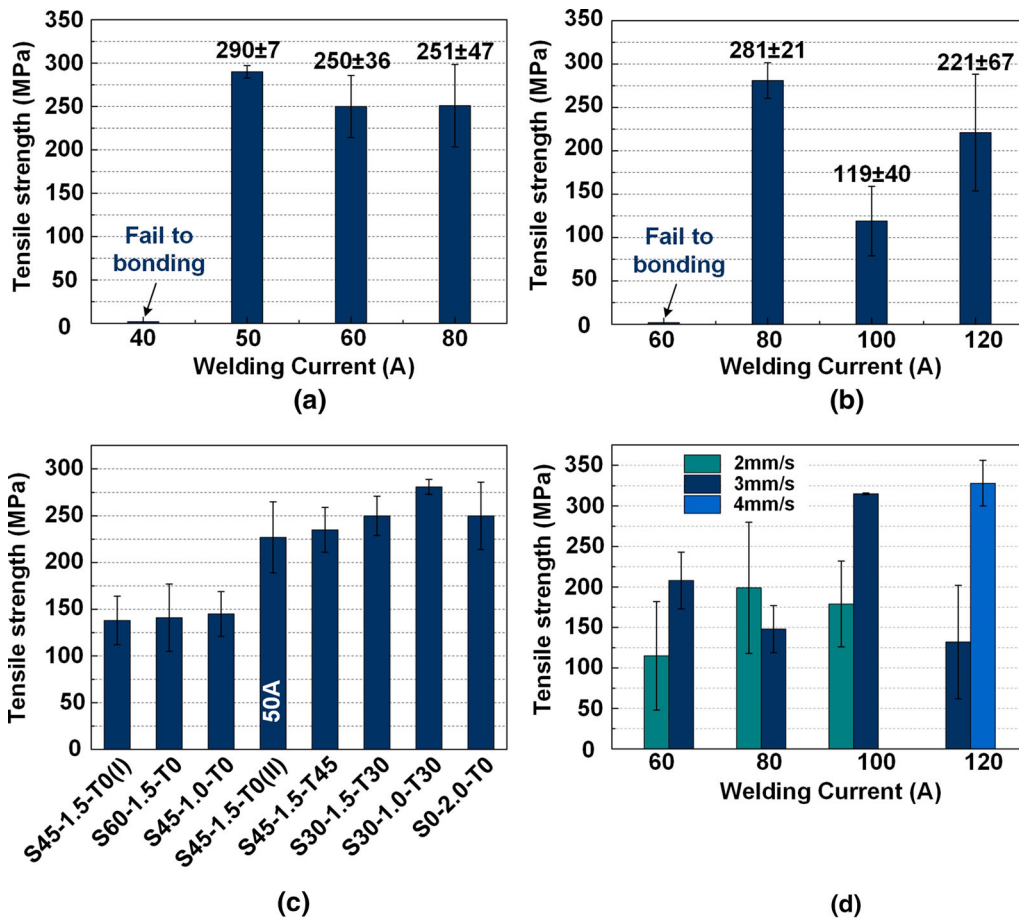 350
300
250
200
150
100
50
0
Tensile strength (MPa)
290±7
250±36
251±47
Fail to
bonding
40 50 60 80
Welding Current (A)
(a)
350
300
250
200
150
100
50
0
Tensile strength (MPa)
281±21
221±67
119±40
Fail to
bonding
60 80 100 120
Welding Current (A)
(b)
300
250
200
150
100
50
0
Tensile strength (MPa)
50A
S45-1.5-T0(I)
S60-1.5-T0
S45-1.0-T0
S45-1.5-T0(II)
S45-1.5-T45
S30-1.5-T30
S30-1.0-T30
S0-2.0-T0
(c)
350
300
250
200
150
100
50
0
Tensile strength (MPa)
2mm/s
3mm/s
4mm/s
60 80 100 120
Welding Current (A)
(d)